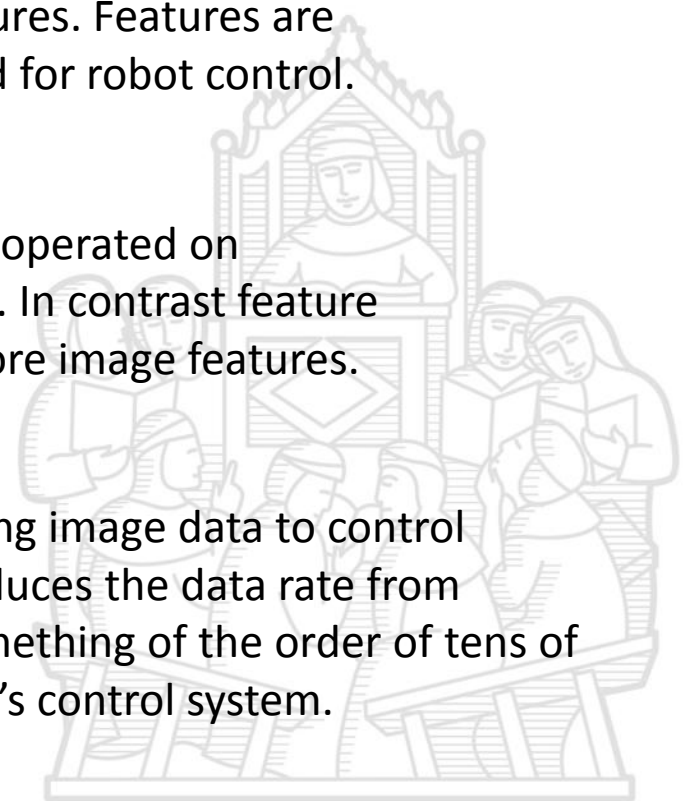 ures. Features are
d for robot control.
operated on
. In contrast feature
ore image features.
ng image data to control
duces the data rate from
mething of the order of tens of
's control system.